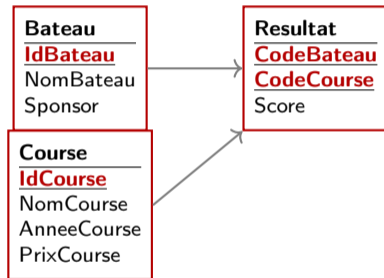 Bateau
IdBateau
NomBateau
Sponsor
Resultat
CodeBateau
CodeCourse
Score
Course
IdCourse
NomCourse
AnneeCourse
PrixCourse